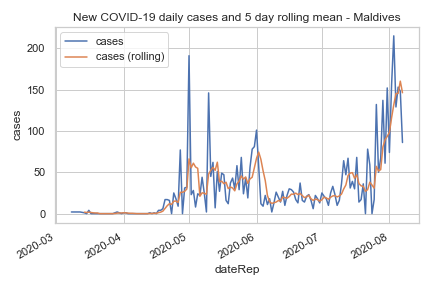 New COVID-19 daily cases and 5 day rolling mean - Maldives
cases
cases (rolling)
200
150
100
50
0
cases
2020-03
2020-04
2020-05
2020-06
2020-07
2020-08
dateRep